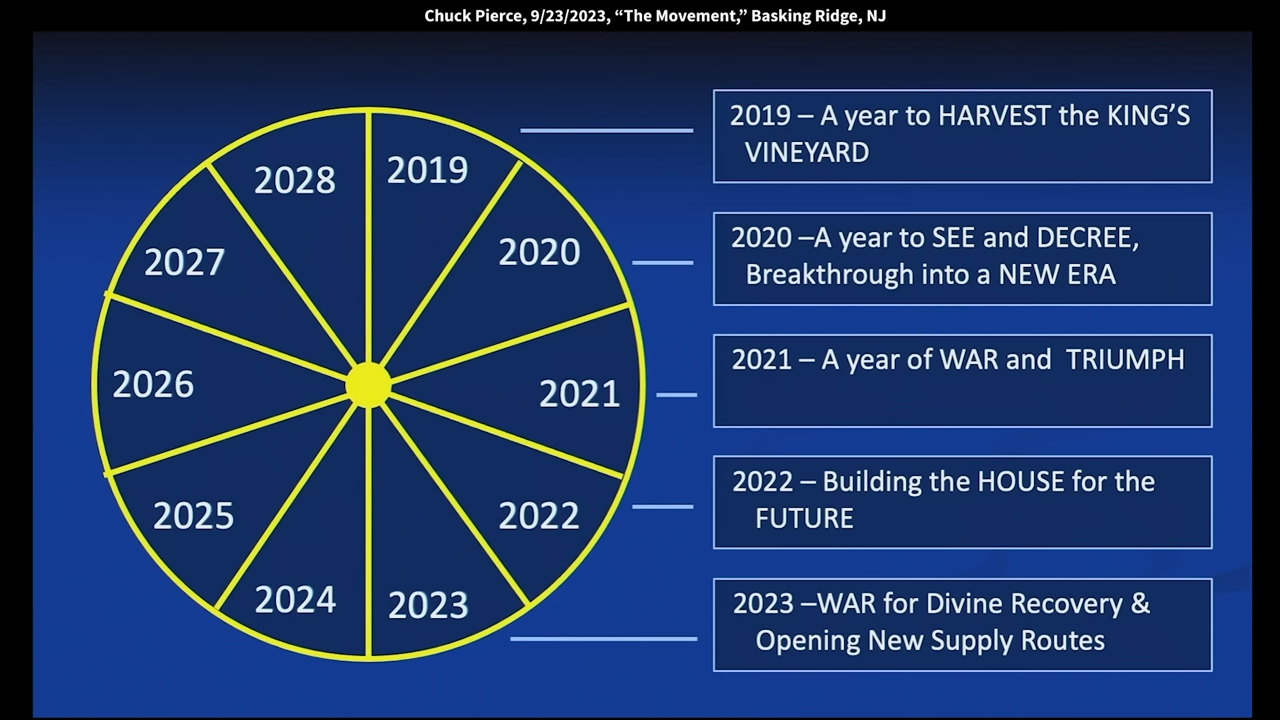 Chuck Pierce, 9/23/2023, “The Movement,” Basking Ridge, NJ
2028
2019
2027
2020
2026
2021
2025
2022
2024
2023
2019 – A year to HARVEST the KING’S
VINEYARD
2020 –A year to SEE and DECREE,
Breakthrough into a NEW ERA
2021 – A year of WAR and TRIUMPH
2022 – Building the HOUSE for the
FUTURE
2023 –WAR for Divine Recovery &
Opening New Supply Routes